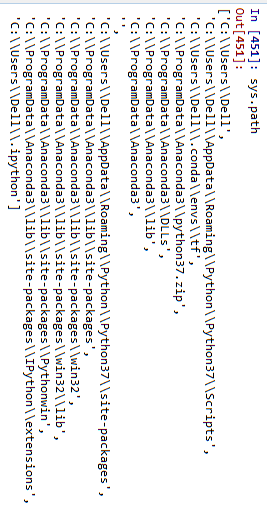 In [451]: sys.path
Out[451]:
['C:\\Users\\Dell',
'C:\\Users\\Dell\\AppData\\Roaming\\Python\\Python37\\Scripts',
'C:\\Users\\Dell\\.conda\\envs\\tf',
'C:\\ProgramData\\Anaconda3\\python37.zip',
'C:\\ProgramData\\Anaconda3\\DLLs',
'C:\\ProgramData\\Anaconda3\\lib',
'C:\\ProgramData\\Anaconda3',
'',
'C:\\Users\\Dell\\AppData\\Roaming\\Python\\Python37\\site-packages',
'C:\\ProgramData\\Anaconda3\\lib\\site-packages',
'C:\\ProgramData\\Anaconda3\\lib\\site-packages\\win32',
'C:\\ProgramData\\Anaconda3\\lib\\site-packages\\win32\\lib',
'C:\\ProgramData\\Anaconda3\\lib\\site-packages\\Pythonwin',
'C:\\ProgramData\\Anaconda3\\lib\\site-packages\\IPython\\extensions',
'C:\\Users\\Dell\\.ipython']